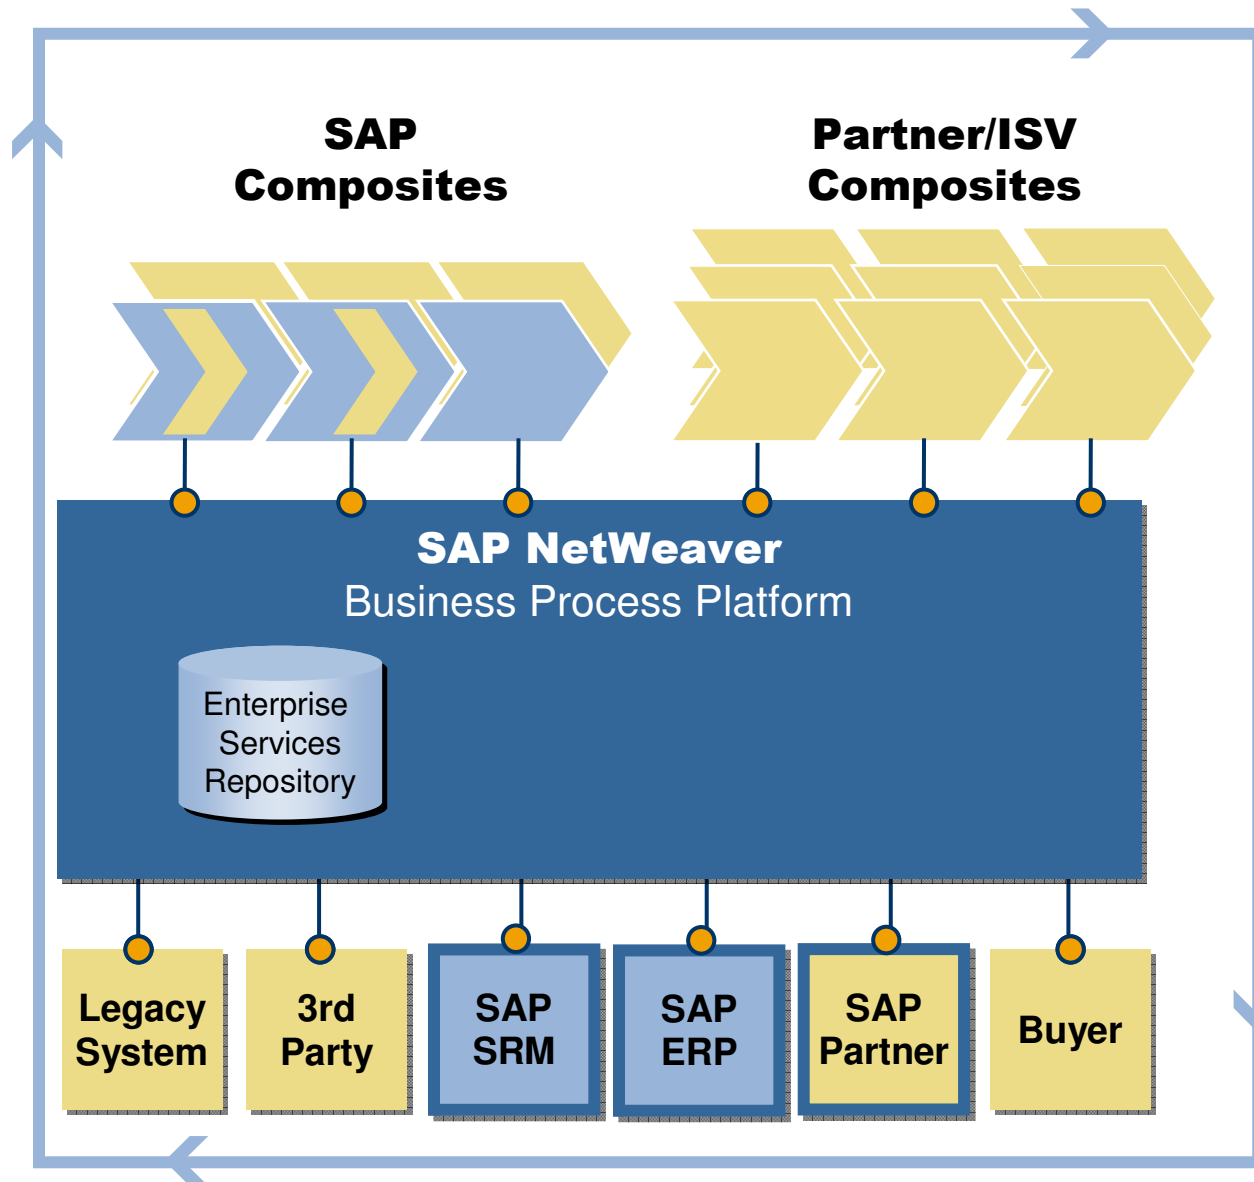 SAP
Composites
Partner/ISV
Composites
SAP NetWeaver
Business Process Platform
Enterprise
Services
Repository
Legacy
System
3rd
Party
SAP
SRM
SAP
ERP
SAP
Partner
Buyer